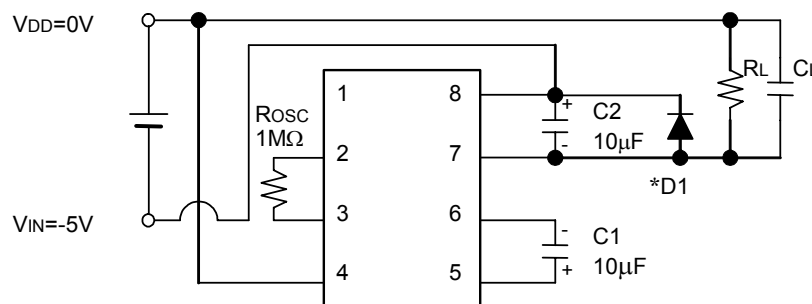 VDD=0V
RL
CL
1
8
+
C2
10µF
-
ROSC
1MΩ
2
7
*D1
VIN=-5V
3
6
-
C1
10µF
+
4
5